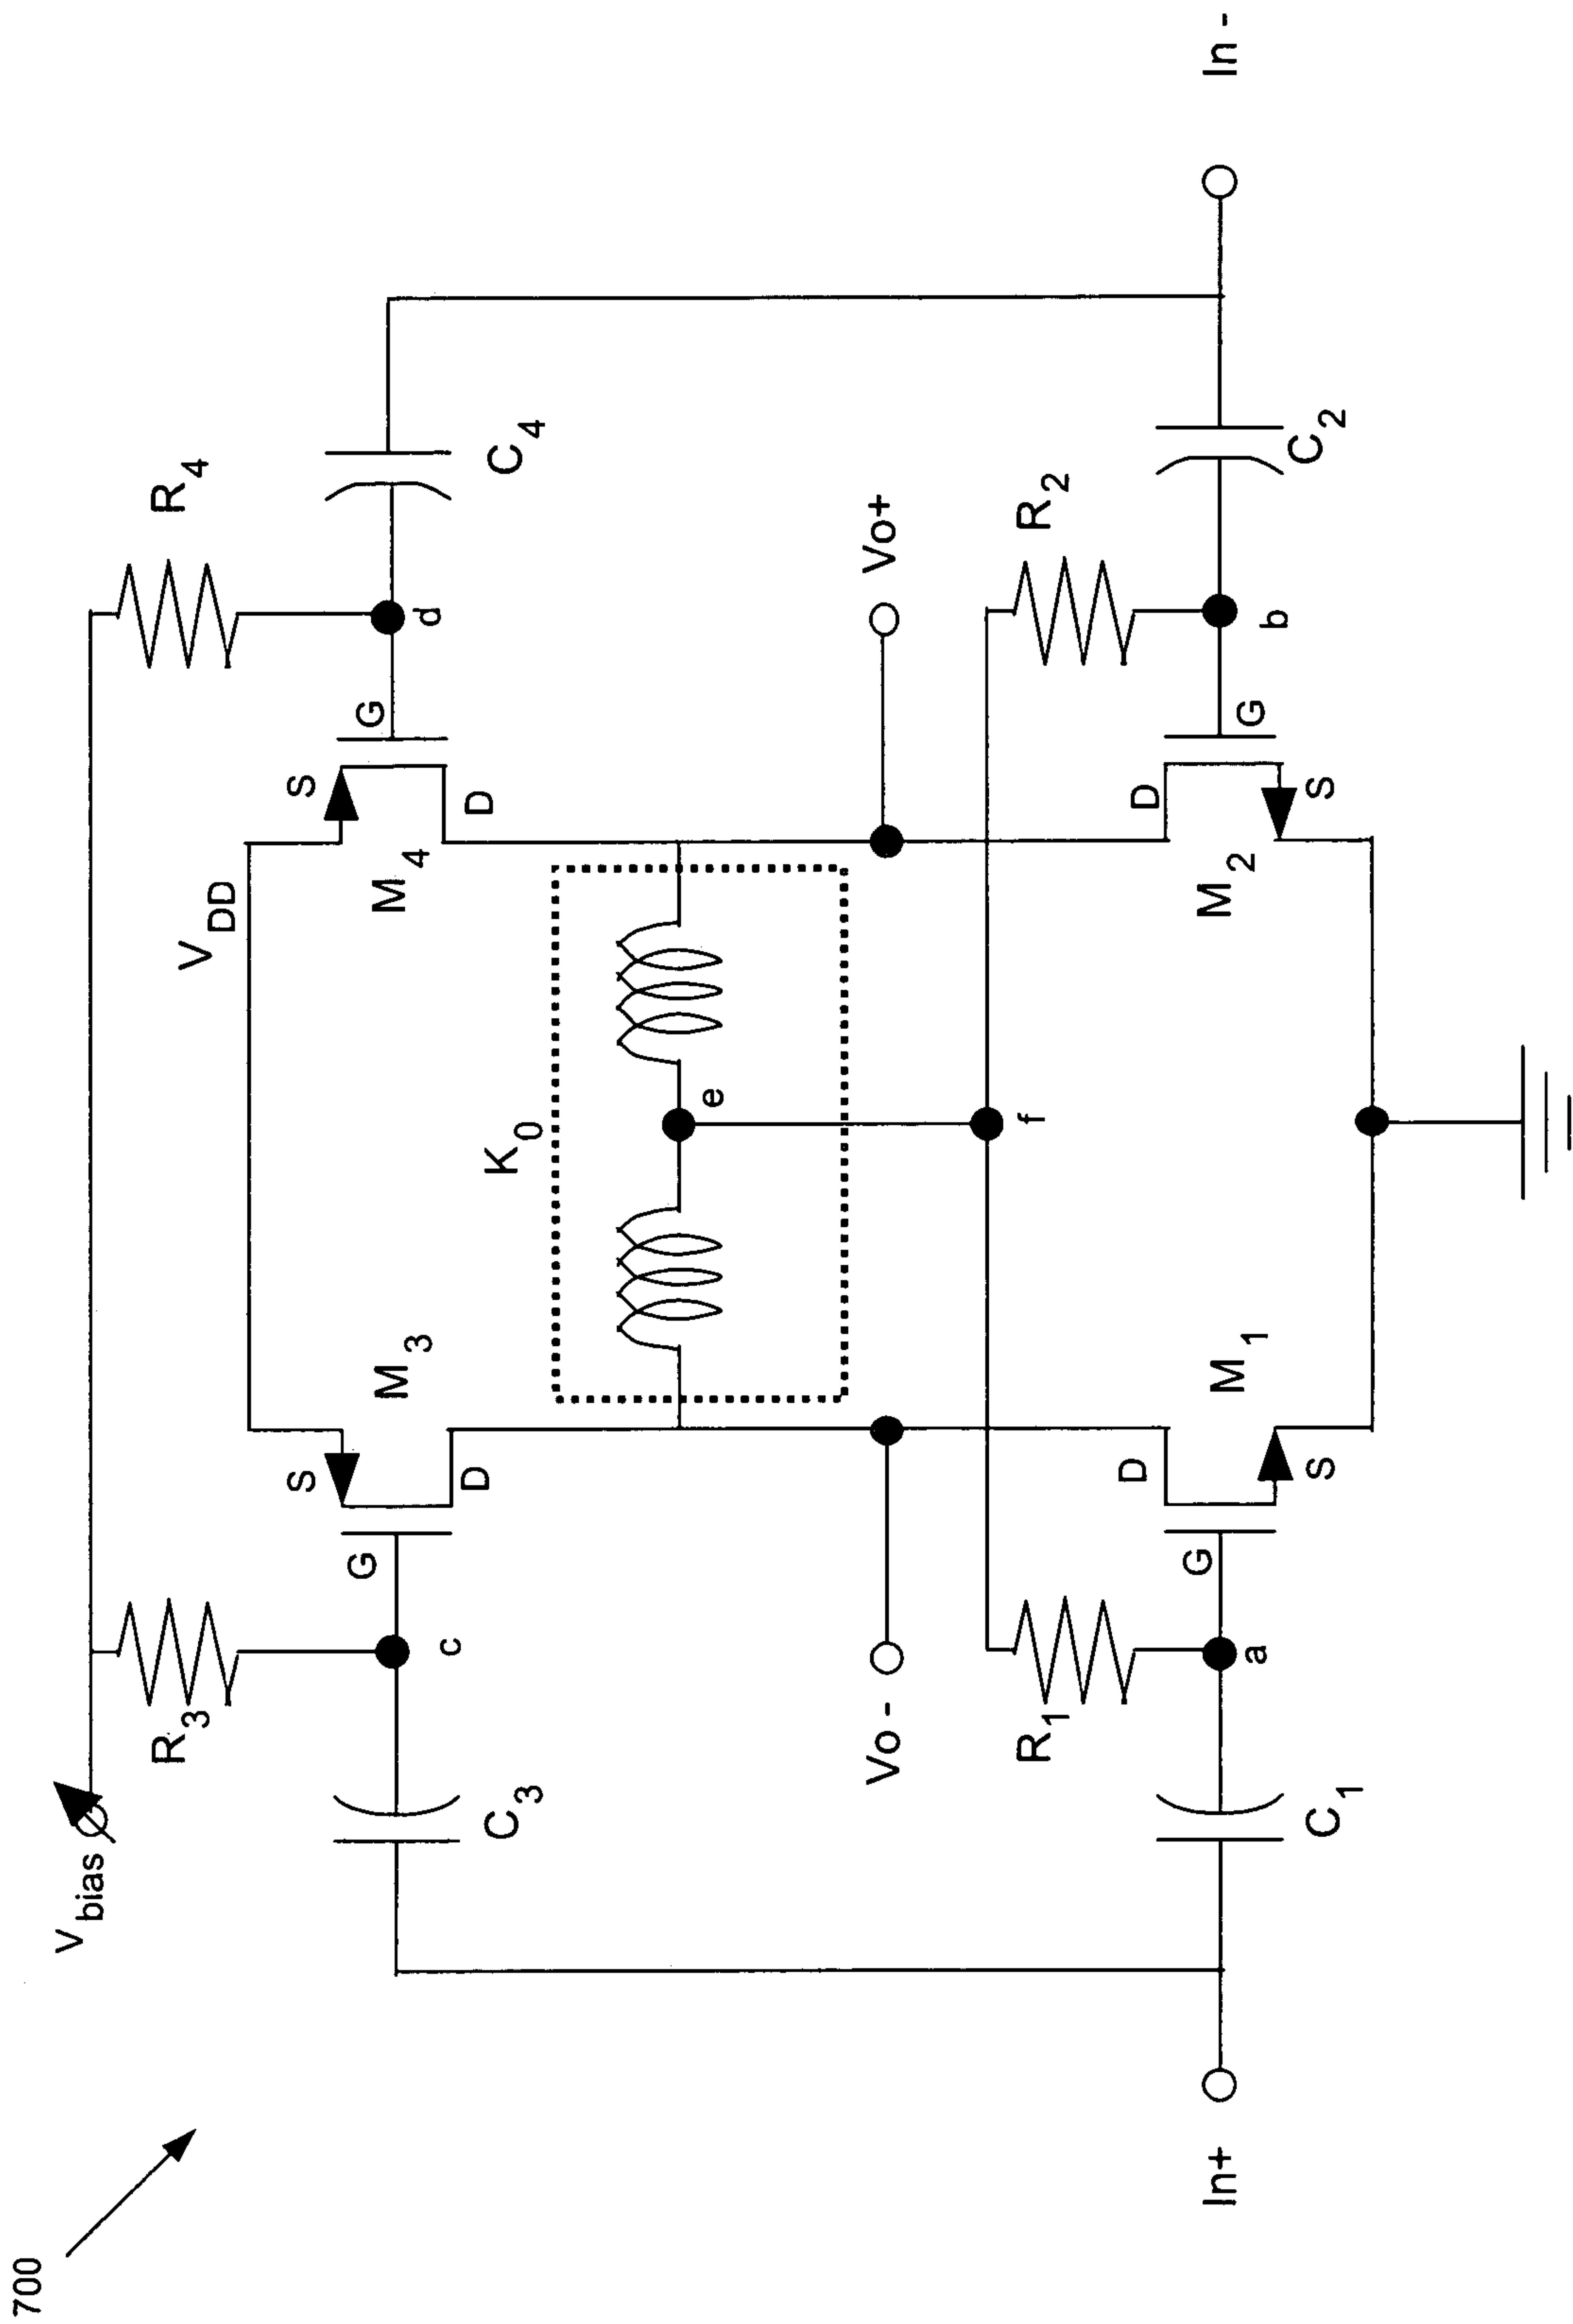 700
Vbias
R3
R4
VDD
S
S
G
G
M3
M4
c
d
D
D
C3
K0
C4
e
Vo -
Vo+
f
R1
R2
D
D
G
G
In+
M1
M2
In -
a
b
S
S
C1
C2